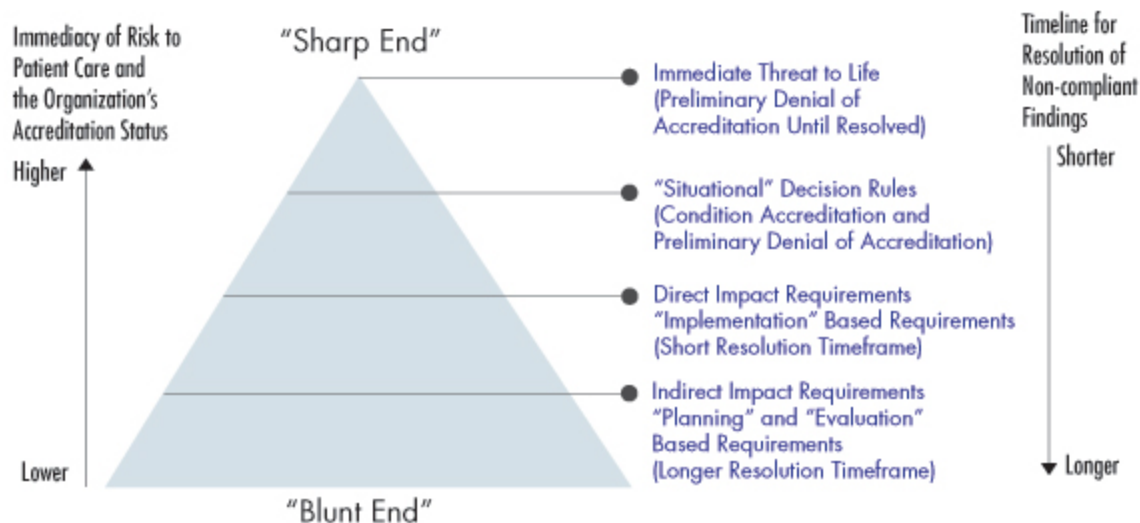 Immediacy of Risk to
Patient Care and
the Organization's
Accreditation Status
Higher
Lower
“Sharp End”
“Blunt End”
Immediate Threat to Life
(Preliminary Denial of
Accreditation Until Resolved)
“Situational” Decision Rules
(Condition Accreditation and
Preliminary Denial of Accreditation)
Direct Impact Requirements
“Implementation” Based Requirements
(Short Resolution Timeframe)
Indirect Impact Requirements
“Planning” and “Evaluation”
Based Requirements
(Longer Resolution Timeframe)
Timeline for
Resolution of
Non-compliant
Findings
Shorter
Longer